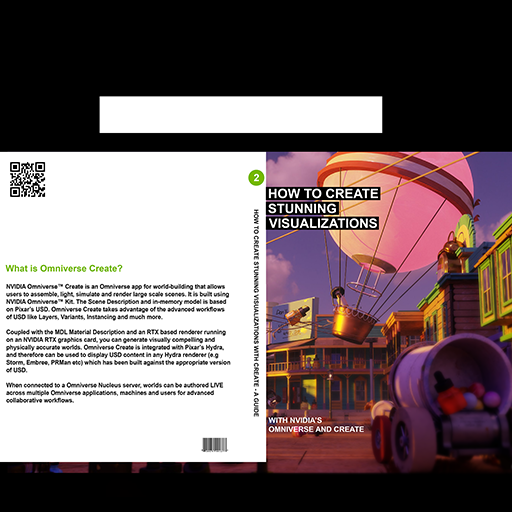 What is Omniverse Create?
NVIDIA Omniverse™ Create is an Omniverse app for world-building that allows
users to assemble, light, simulate and render large scale scenes. It is built using
NVIDIA Omniverse™ Kit. The Scene Description and in-memory model is based
on Pixar's USD. Omniverse Create takes advantage of the advanced workflows
of USD like Layers, Variants, Instancing and much more.
Coupled with the MDL Material Description and an RTX based renderer running
on an NVIDIA RTX graphics card, you can generate visually compelling and
physically accurate worlds. Omniverse Create is integrated with Pixar's Hydra,
and therefore can be used to display USD content in any Hydra renderer (e.g
Storm, Embree, PRMan etc) which has been built against the appropriate version
of USD.
When connected to a Omniverse Nucleus server, worlds can be authored LIVE
across multiple Omniverse applications, machines and users for advanced
collaborative workflows.
2
HOW TO CREATE STUNNING VISUALIZATIONS WITH CREATE - A GUIDE
HOW TO CREATE
STUNNING
VISUALIZATIONS
WITH NVIDIA'S
OMNIVERSE AND CREATE